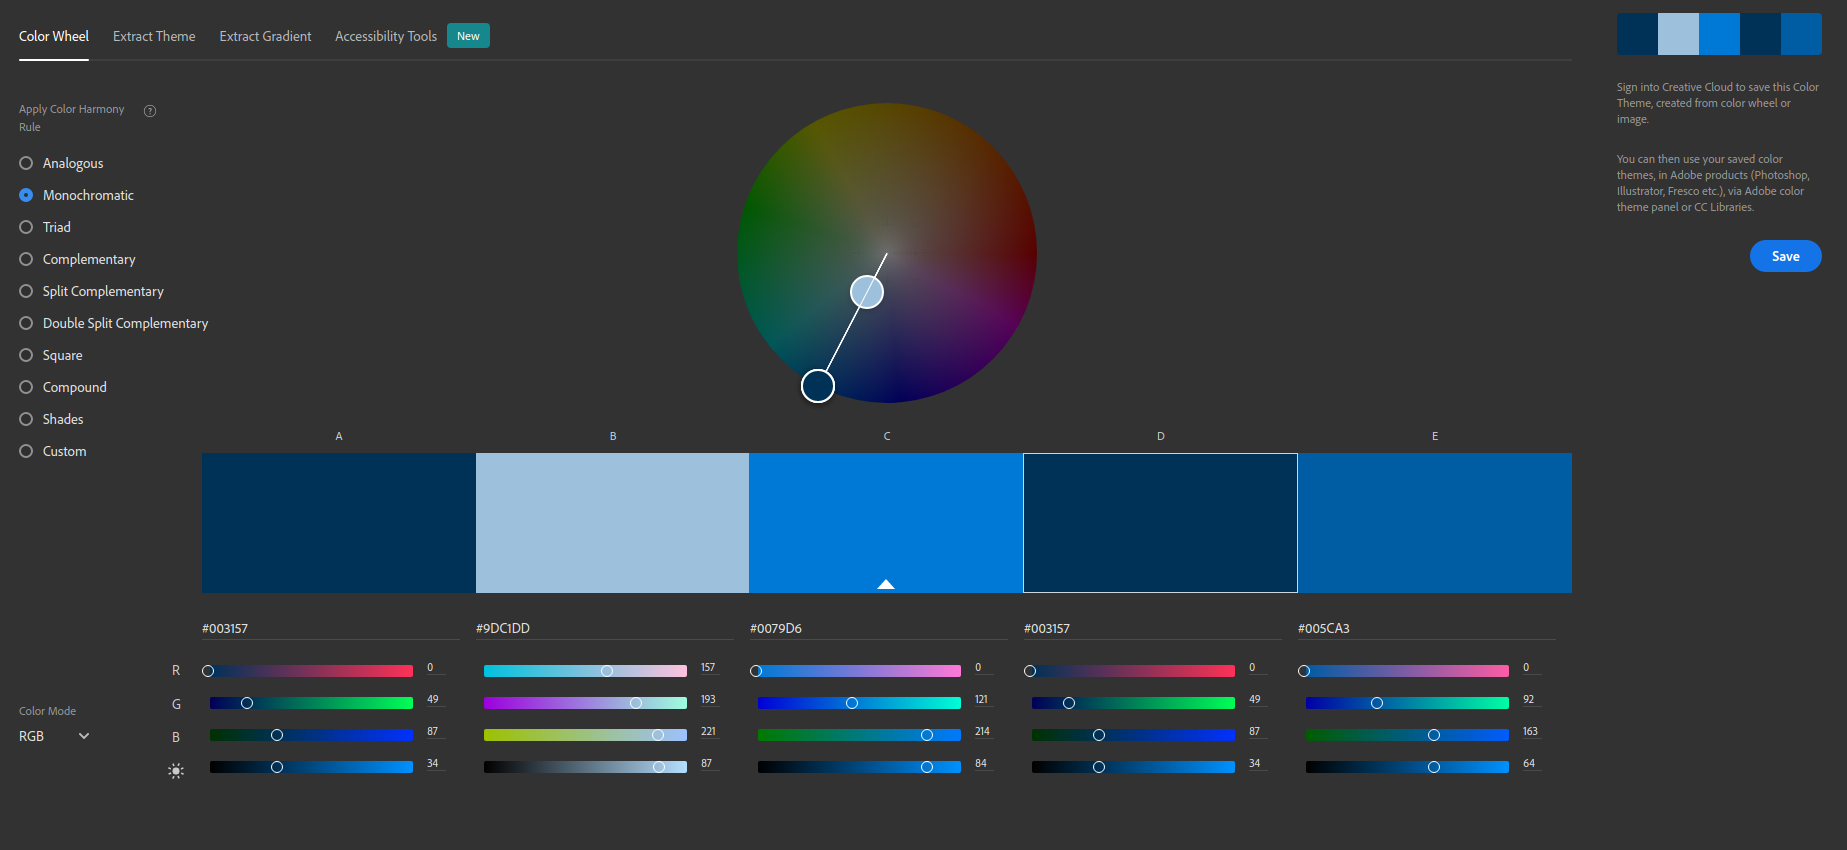 Color Wheel
Extract Theme
Extract Gradient
Accessibility Tools
New
Apply Color Harmony
Rule
?
Analogous
Monochromatic
Triad
Complementary
Split Complementary
Double Split Complementary
Square
Compound
Shades
Custom
Sign into Creative Cloud to save this Color
Theme, created from color wheel or
image.
You can then use your saved color
themes, in Adobe products (Photoshop,
Illustrator, Fresco etc.), via Adobe color
theme panel or CC Libraries.
Save
A B C D E
#003157 #9DC1DD #0079D6 #003157 #005CA3
R 0 157 0 0 0
G 49 193 121 49 92
B 87 221 214 87 163
34 87 84 34 64
Color Mode
RGB